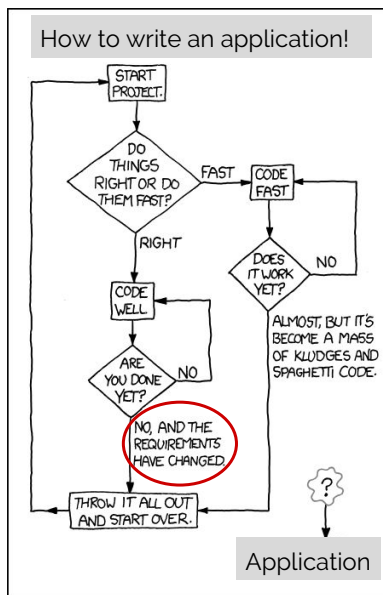 How to write an application!
START
PROJECT.
DO
THINGS
RIGHT OR DO
THEM FAST?
FAST
CODE
FAST
RIGHT
DOES
IT WORK
YET?
NO
CODE
WELL.
ALMOST, BUT IT'S
BECOME A MASS
OF KLUDGES AND
SPAGHETTI CODE.
ARE
YOU DONE
YET?
NO
NO, AND THE
REQUIREMENTS
HAVE CHANGED.
THROW IT ALL OUT
AND START OVER.
?
Application